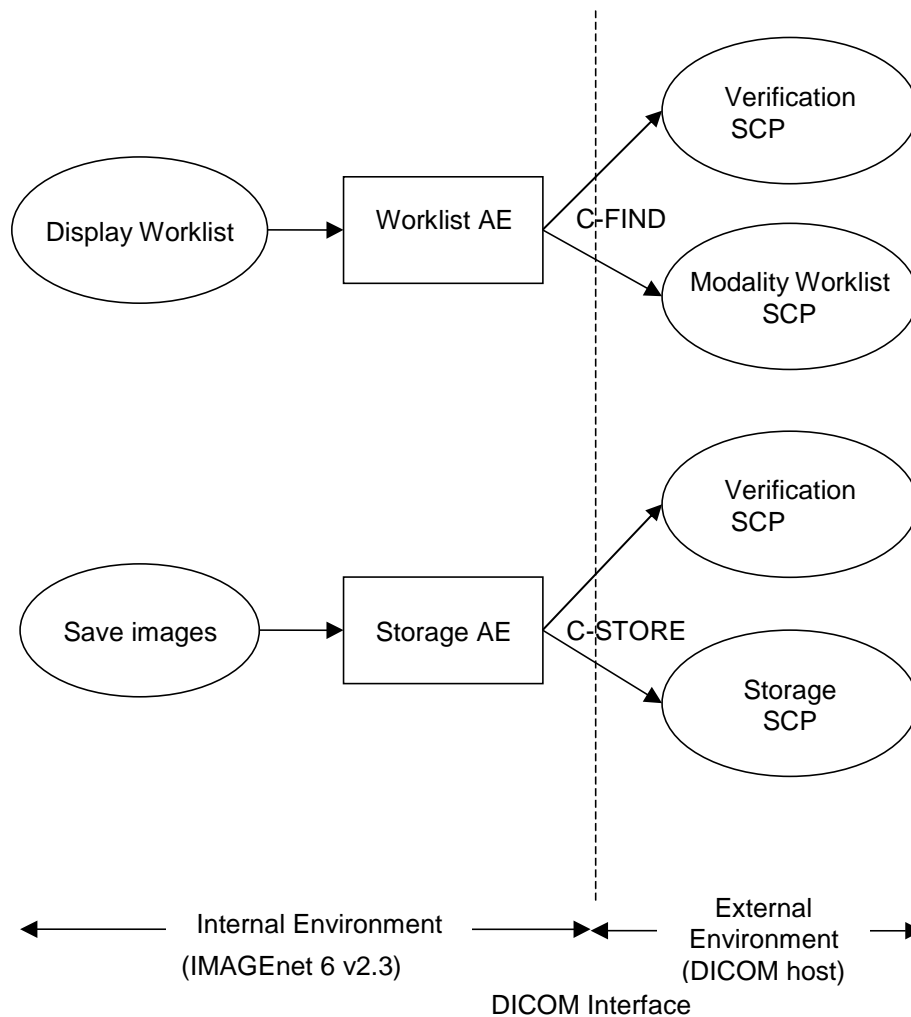 Verification
SCP
Display Worklist
Worklist AE
C-FIND
Modality Worklist
SCP
Verification
SCP
Save images
Storage AE
C-STORE
Storage
SCP
Internal Environment
(IMAGEnet 6 v2.3)
External
Environment
(DICOM host)
DICOM Interface